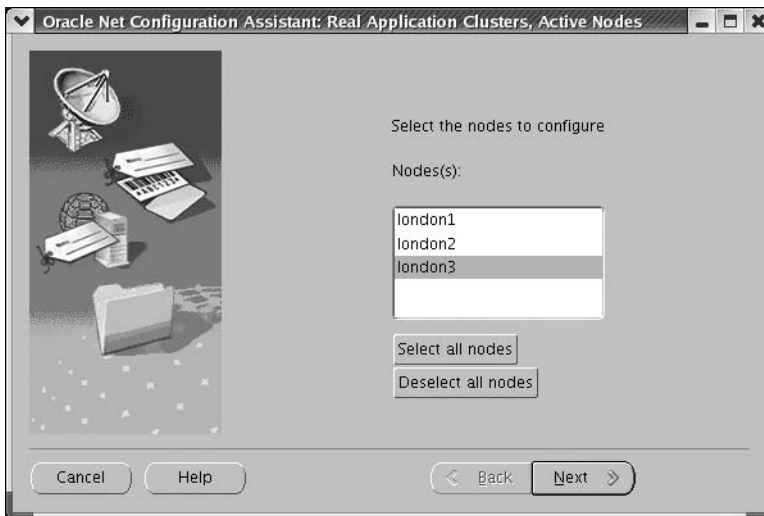 Oracle Net Configuration Assistant: Real Application Clusters, Active Nodes
Select the nodes to configure
Nodes(s):
london1
london2
london3
Select all nodes
Deselect all nodes
Cancel
Help
Back
Next